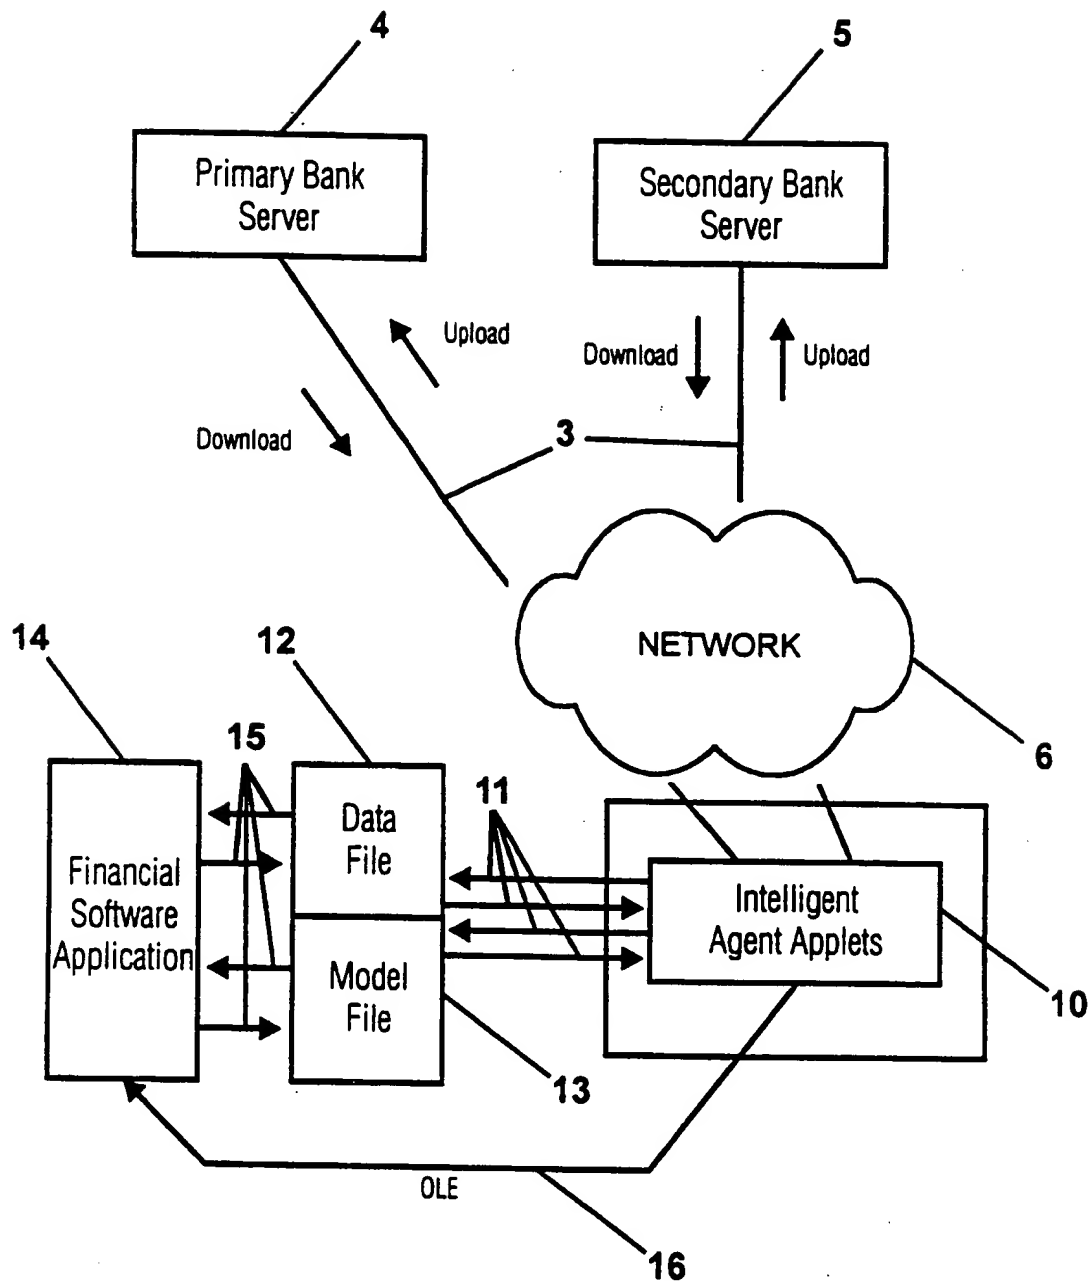 4
5
Primary Bank
Server
Secondary Bank
Server
Upload
Download
Download
Upload
3
NETWORK
6
14
12
15
11
Data
File
Financial
Software
Application
Model
File
Intelligent
Agent Applets
10
13
OLE
16